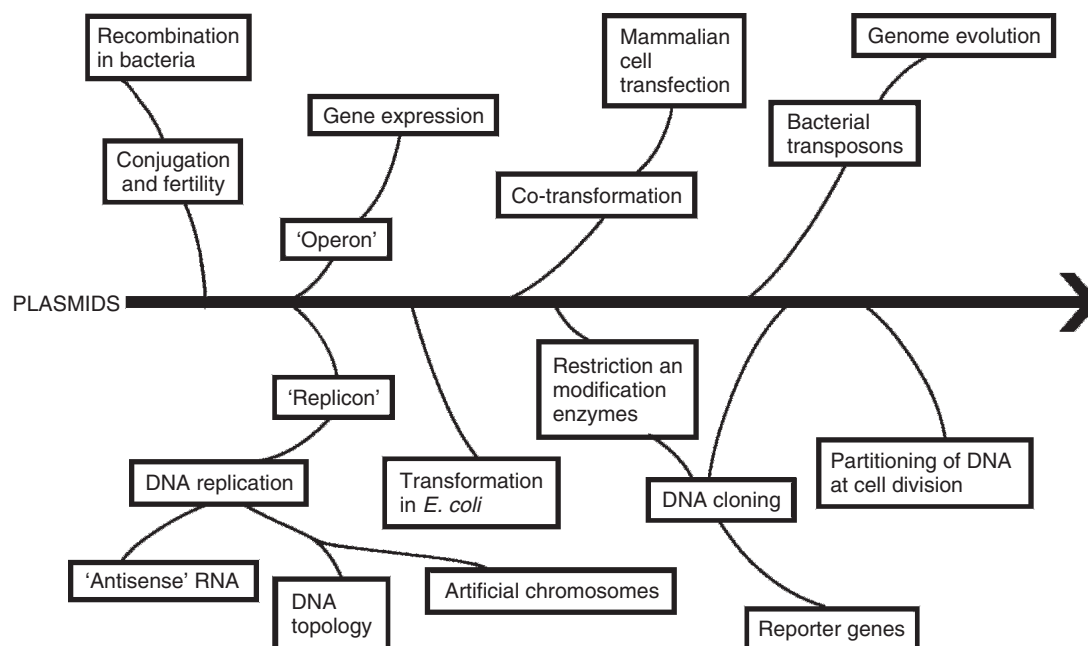 Recombination
in bacteria
Mammalian
cell
transfection
Genome evolution
Gene expression
Bacterial
transposons
Conjugation
and fertility
Co-transformation
‘Operon’
PLASMIDS
Restriction an
modification
enzymes
‘Replicon’
Partitioning of DNA
at cell division
DNA replication
Transformation
in E. coli
DNA cloning
‘Antisense’ RNA
DNA
topology
Artificial chromosomes
Reporter genes